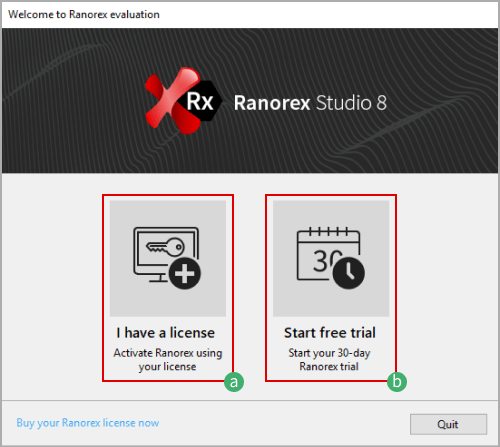 Welcome to Ranorex evaluation
Rx
Ranorex Studio 8
30
I have a license
Activate Ranorex using
your license
a
Start free trial
Start your 30-day
Ranorex trial
b
Buy your Ranorex license now
Quit